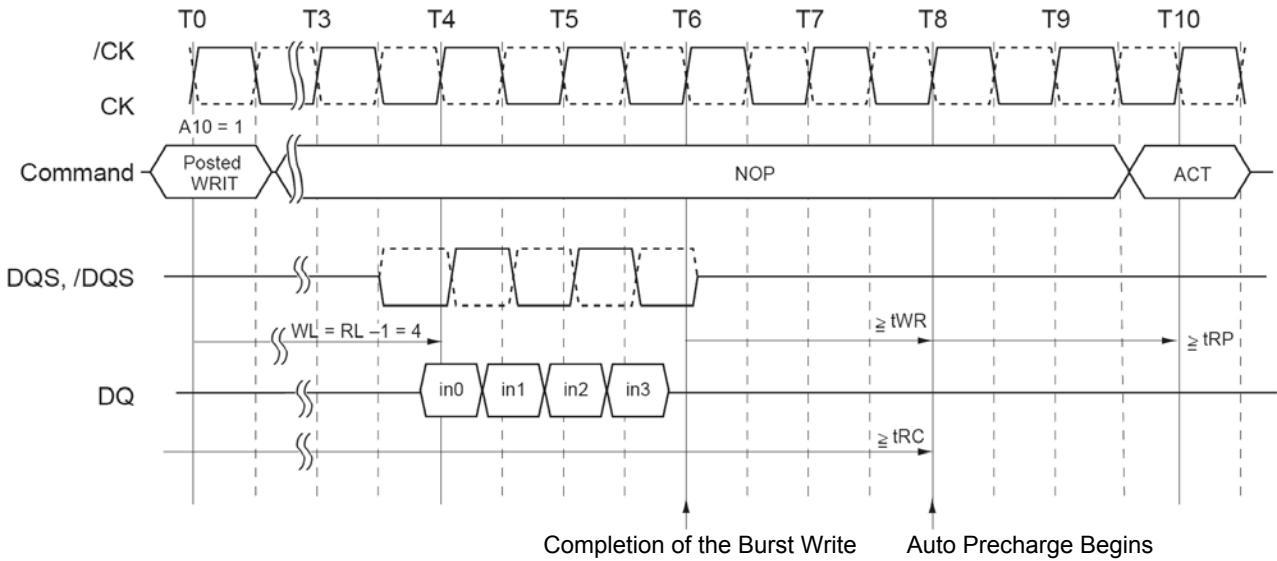 T0 T3 T4 T5 T6 T7 T8 T9 T10
/CK
CK
A10 = 1
Command
Posted
WRIT
NOP
ACT
DQS, /DQS
WL = RL –1 = 4
≧ tWR
≧ tRP
DQ
in0 in1 in2 in3
≧ tRC
Completion of the Burst Write
Auto Precharge Begins